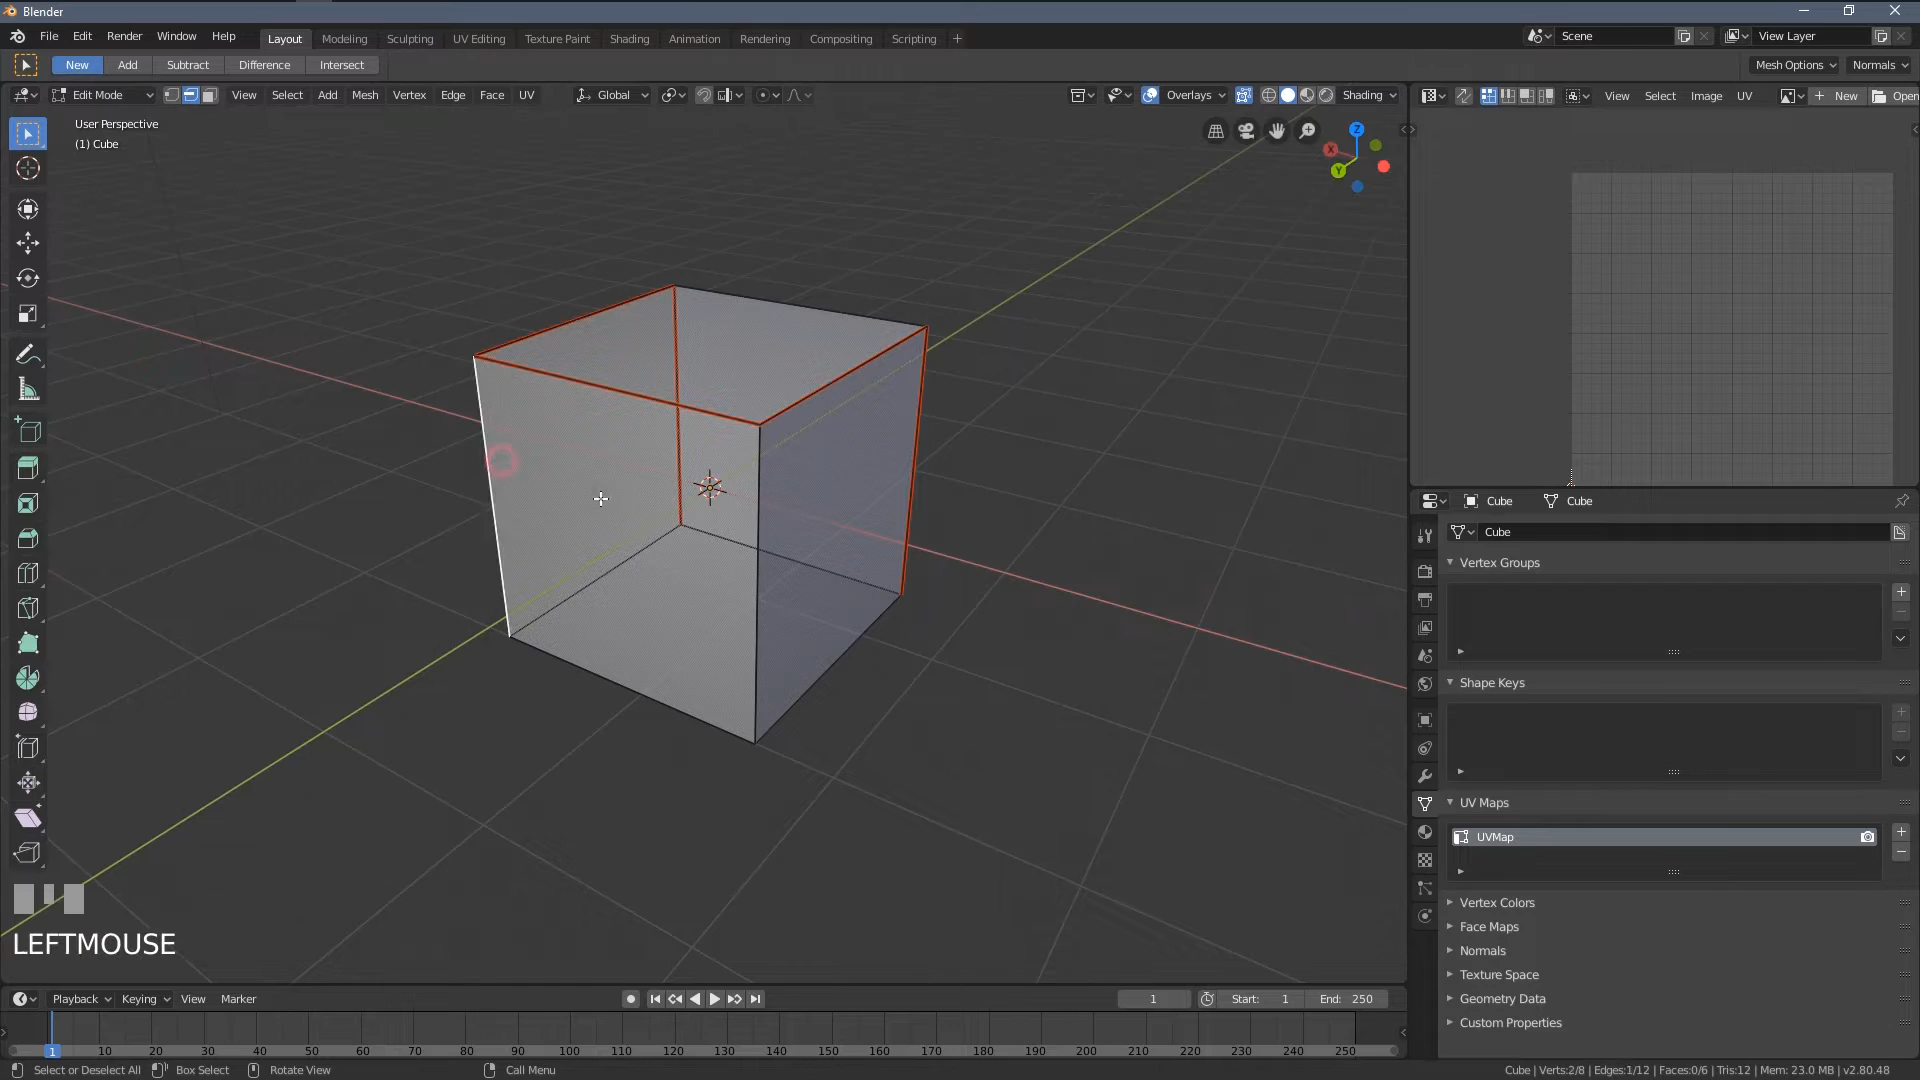 Blender
File Edit Render Window Help Layout Modeling Sculpting UV Editing Texture Paint Shading Animation Rendering Compositing Scripting + Scene View Layer
New Add Subtract Difference Intersect Mesh Options Normals
Edit Mode View Select Add Mesh Vertex Edge Face UV Global Overlays Shading View Select Image UV New Open
User Perspective
(1) Cube
Z
X
Y
Cube Cube
Cube
Vertex Groups
Shape Keys
UV Maps
UVMap
Vertex Colors
Face Maps
Normals
Texture Space
Geometry Data
Custom Properties
LEFTMOUSE
Playback Keying View Marker 1 Start: 1 End: 250
1 10 20 30 40 50 60 70 80 90 100 110 120 130 140 150 160 170 180 190 200 210 220 230 240 250
Select or Deselect All Box Select Rotate View Call Menu Cube | Verts:2/8 | Edges:1/12 | Faces:0/6 | Tris:12 | Mem: 23.0 MB | v2.80.48